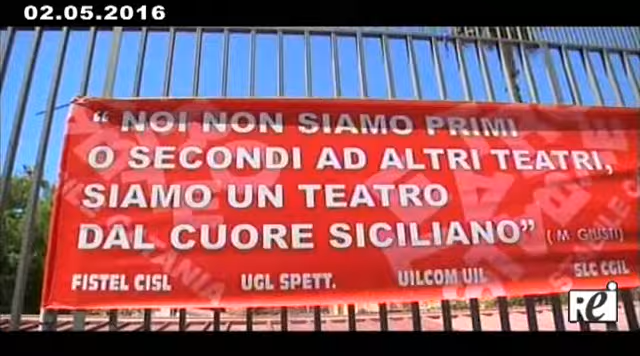 02.05.2016
“ NOI NON SIAMO PRIMI
O SECONDI AD ALTRI TEATRI,
SIAMO UN TEATRO
DAL CUORE SICILIANO” ( M. GIUSTI)
FISTEL CISL UGL SPETT. UILCOM UIL SLC CGIL
REi